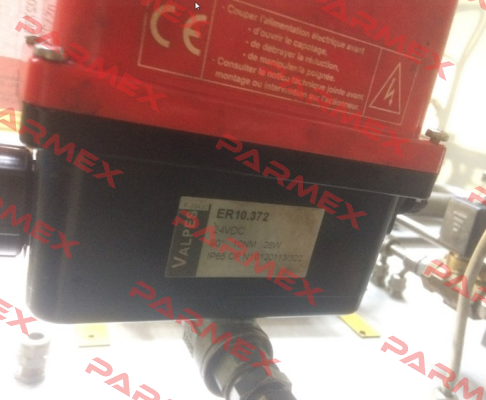 - Couper l'alimentation électrique avant
d'ouvrir le capotage,
- de débrayer la réduction,
- de manipuler la poignée.
- Consulter la notice technique jointe avant
montage ou intervention sur l'actionneur
CE
VALPES
ER10.372
24VDC
PARMEX
PARMEX
PARMEX
PARMEX
PARMEX
PARMEX